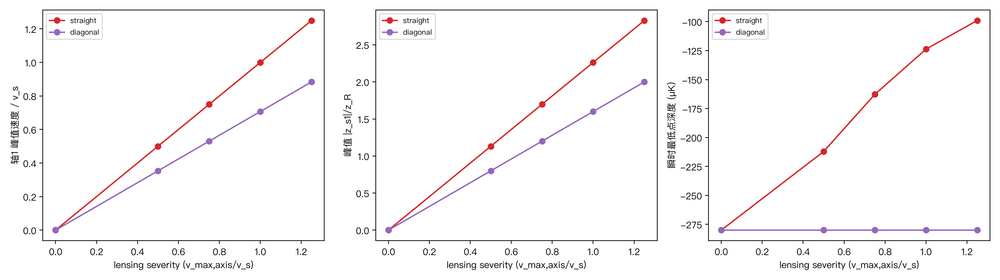 straight
diagonal
1.2
1.0
0.8
0.6
0.4
0.2
0.0
轴1 峰值速度 / v_s
0.0 0.2 0.4 0.6 0.8 1.0 1.2
lensing severity (v_max,axis/v_s)
straight
diagonal
2.5
2.0
1.5
1.0
0.5
0.0
峰值 |z_s1|/z_R
0.0 0.2 0.4 0.6 0.8 1.0 1.2
lensing severity (v_max,axis/v_s)
straight
diagonal
−100
−125
−150
−175
−200
−225
−250
−275
瞬时最低点深度 (μK)
0.0 0.2 0.4 0.6 0.8 1.0 1.2
lensing severity (v_max,axis/v_s)